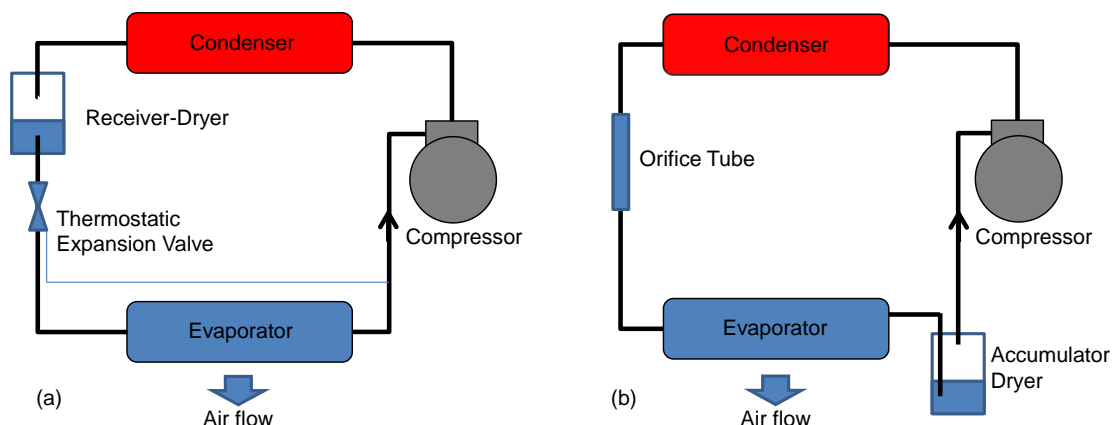 Condenser
Receiver-Dryer
Thermostatic
Expansion Valve
Compressor
Evaporator
(a)
Air flow
Condenser
Orifice Tube
Compressor
Evaporator
Accumulator
Dryer
(b)
Air flow